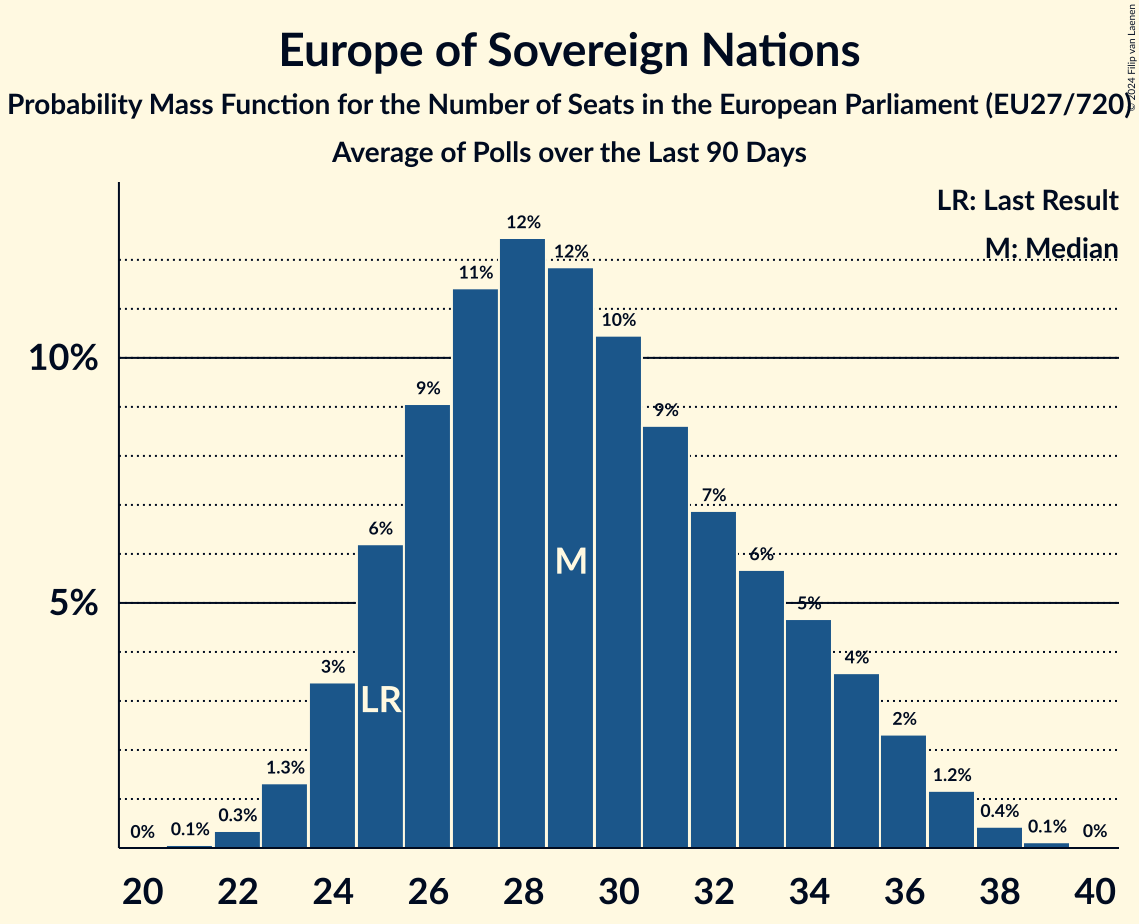 Europe of Sovereign Nations
Probability Mass Function for the Number of Seats in the European Parliament (EU27/720)
Average of Polls over the Last 90 Days
© 2024 Filip van Laenen
LR: Last Result
M: Median
12%
12%
11%
10%
10%
9%
9%
7%
6%
6%
M
5%
5%
4%
3%
LR
2%
1.3%
1.2%
0.3%
0.4%
0%
0.1%
0.1%
0%
20 22 24 26 28 30 32 34 36 38 40